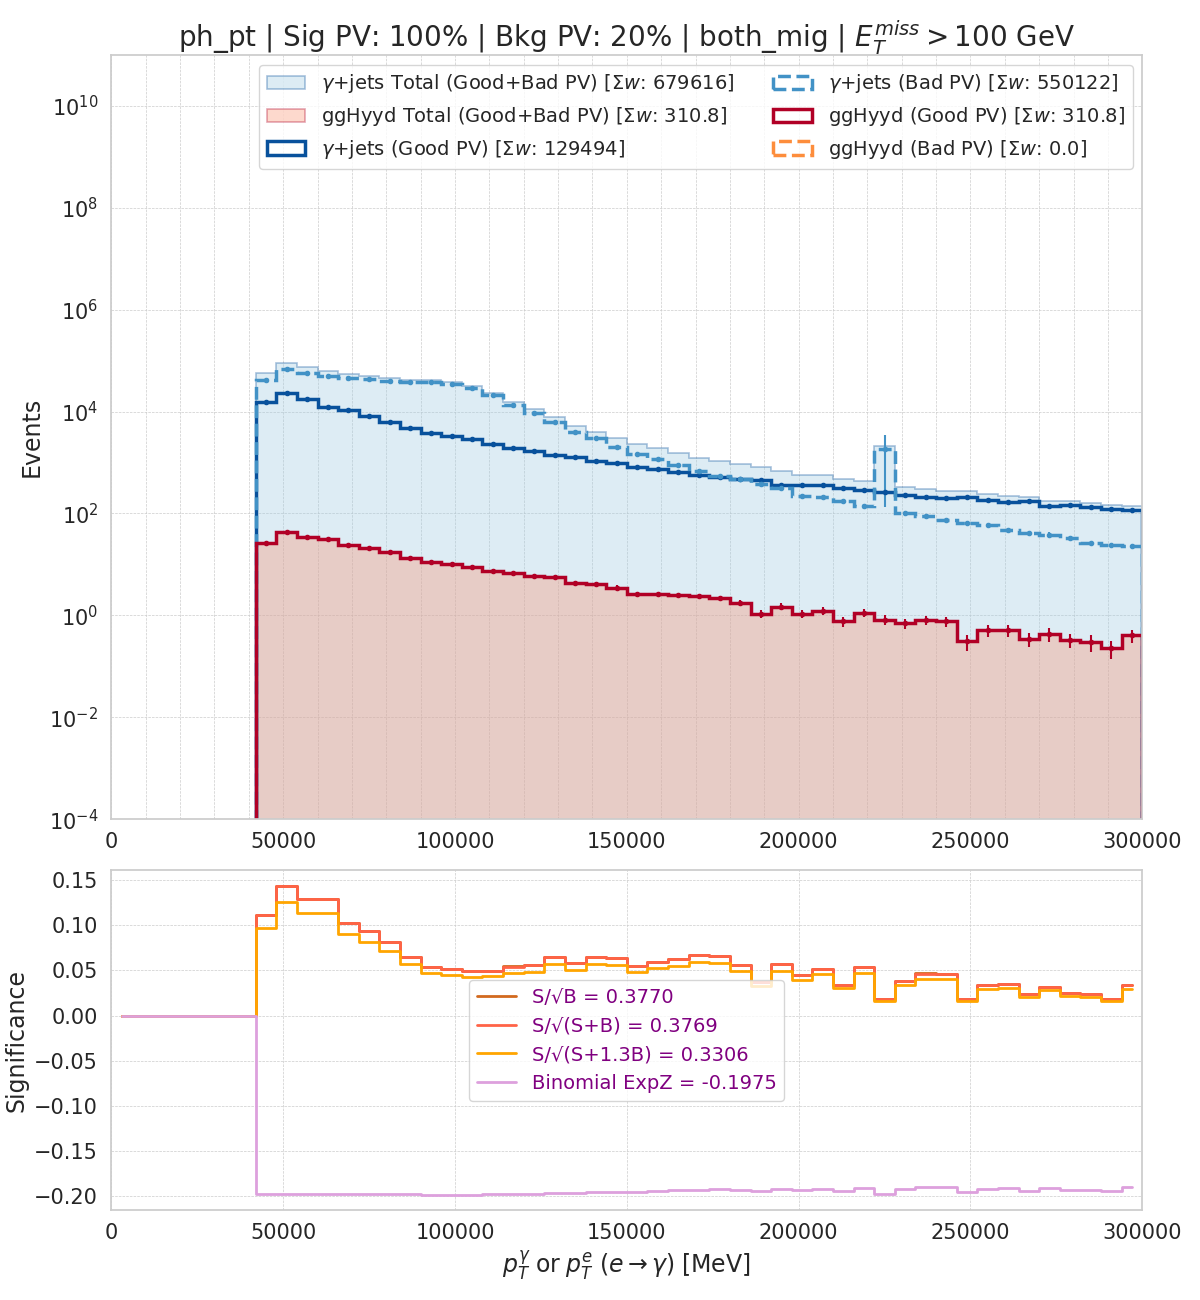 ph_pt | Sig PV: 100% | Bkg PV: 20% | both_mig | $E_T^{miss} > 100$ GeV
γ+jets Total (Good+Bad PV) [Σw: 679616]
ggHyyd Total (Good+Bad PV) [Σw: 310.8]
γ+jets (Good PV) [Σw: 129494]
γ+jets (Bad PV) [Σw: 550122]
ggHyyd (Good PV) [Σw: 310.8]
ggHyyd (Bad PV) [Σw: 0.0]
Events
10^{10}
10^{8}
10^{6}
10^{4}
10^{2}
10^{0}
10^{−2}
10^{−4}
0 50000 100000 150000 200000 250000 300000
Significance
0.15
0.10
0.05
0.00
−0.05
−0.10
−0.15
−0.20
S/√B = 0.3770
S/√(S+B) = 0.3769
S/√(S+1.3B) = 0.3306
Binomial ExpZ = -0.1975
0 50000 100000 150000 200000 250000 300000
$p_T^γ$ or $p_T^e$ (e→γ) [MeV]